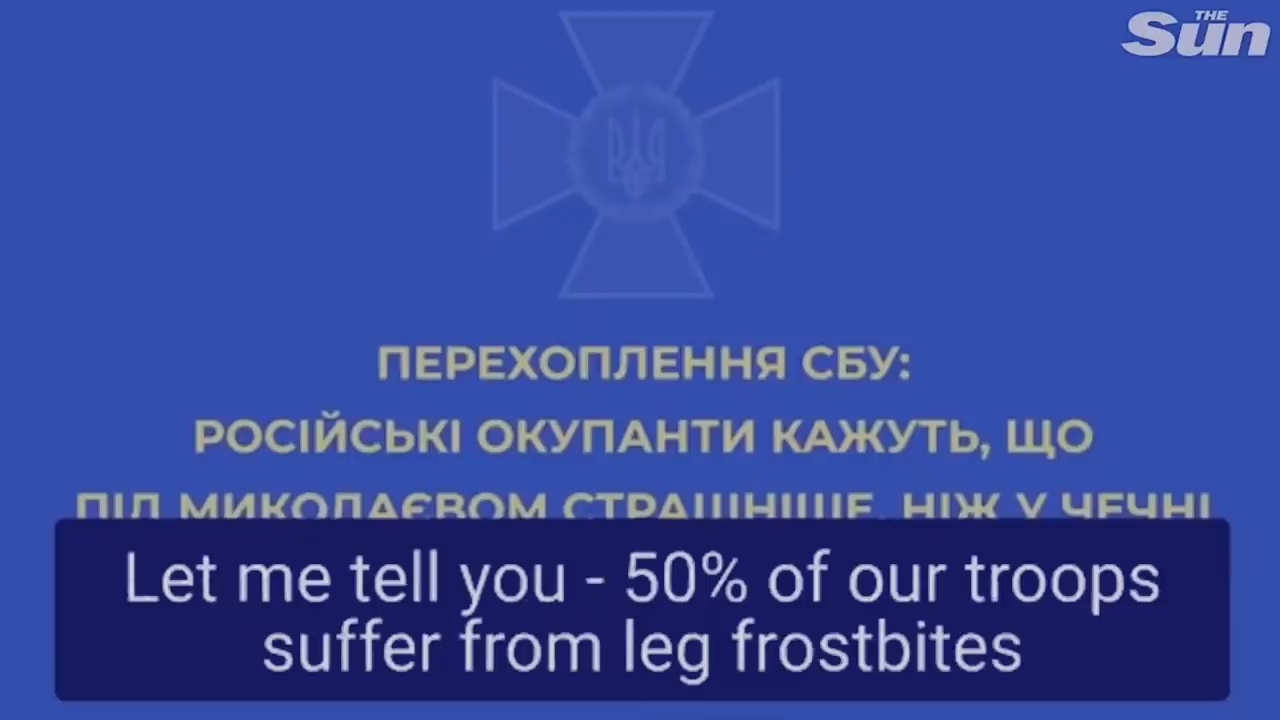 THE
Sun
ПЕРЕХОПЛЕННЯ СБУ:
РОСІЙСЬКІ ОКУПАНТИ КАЖУТЬ, ЩО
ПІД МИКОЛАЄВОМ СТРАШНІШЕ, НІЖ У ЧЕЧНІ
Let me tell you - 50% of our troops
suffer from leg frostbites